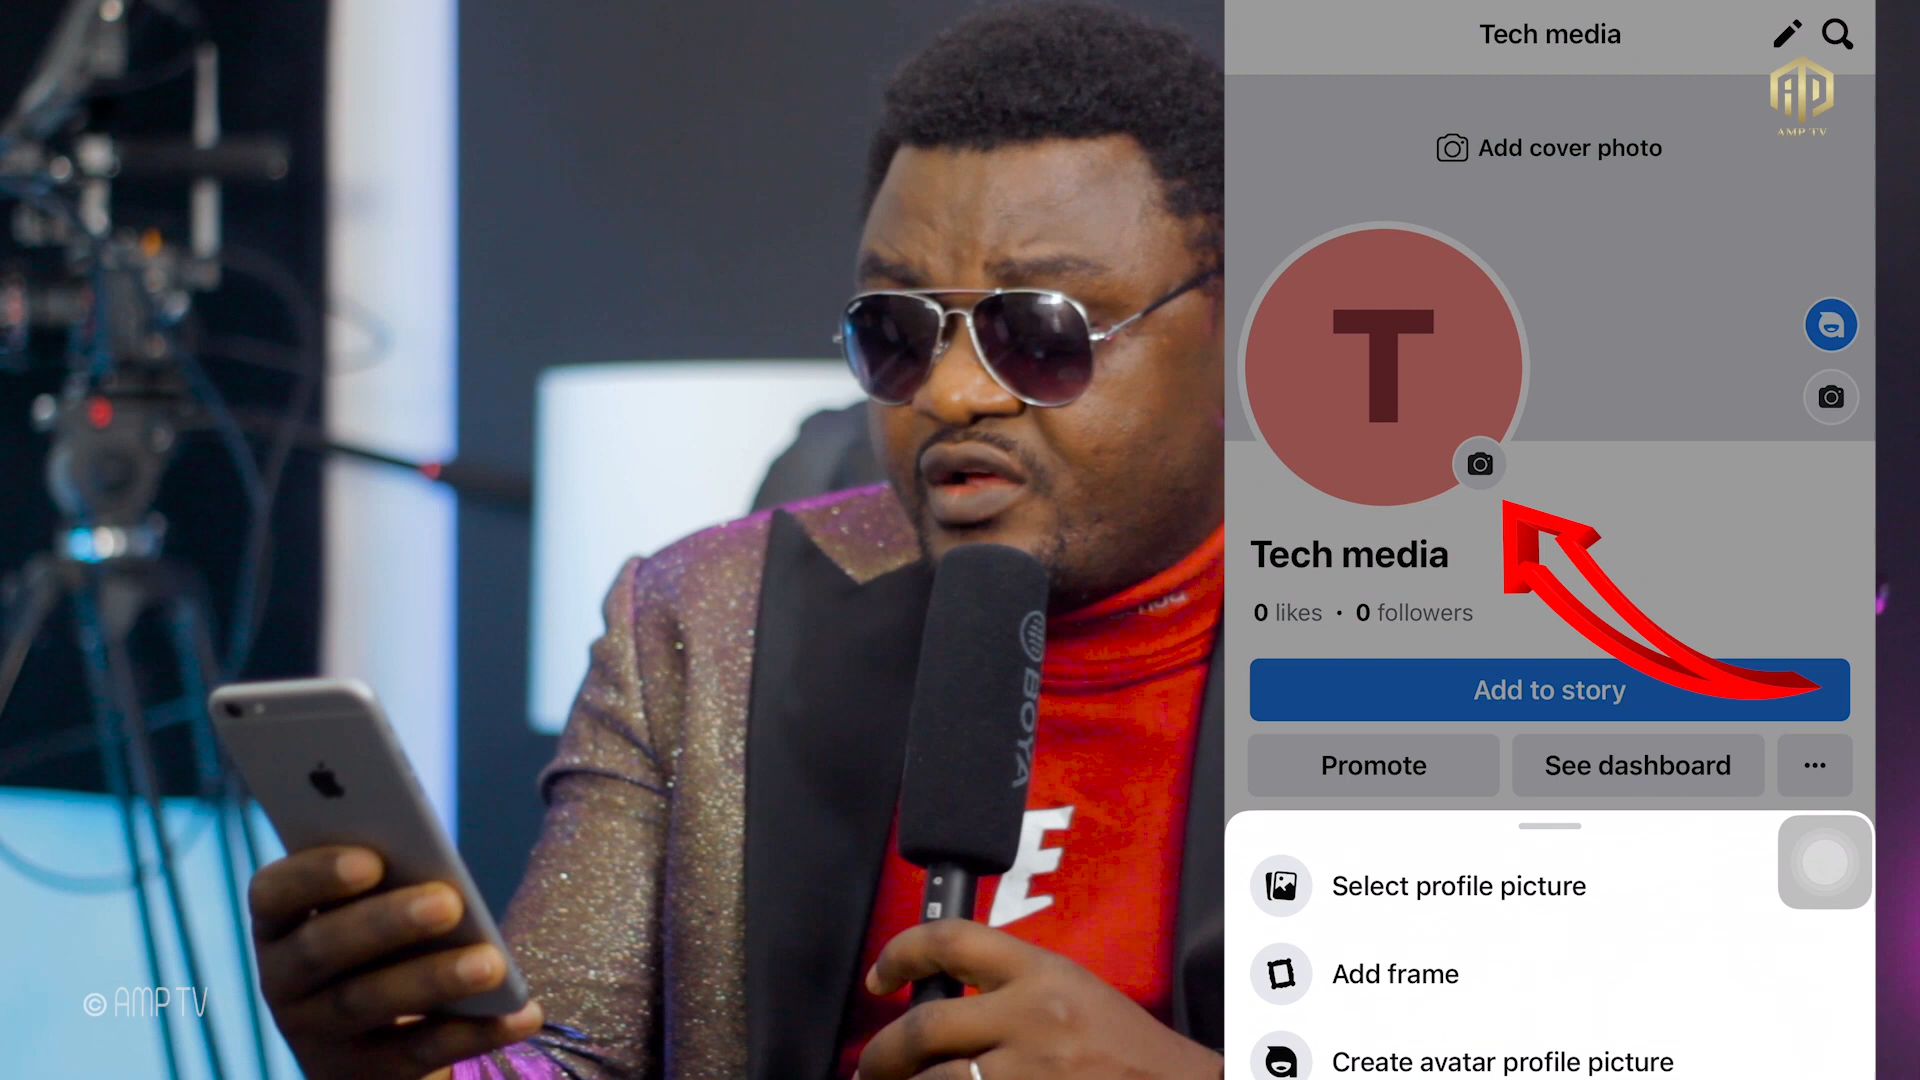 Tech media
AMP TV
Add cover photo
T
Tech media
0 likes · 0 followers
Add to story
Promote
See dashboard
Select profile picture
Add frame
Create avatar profile picture
BOYA
E
© AMP TV